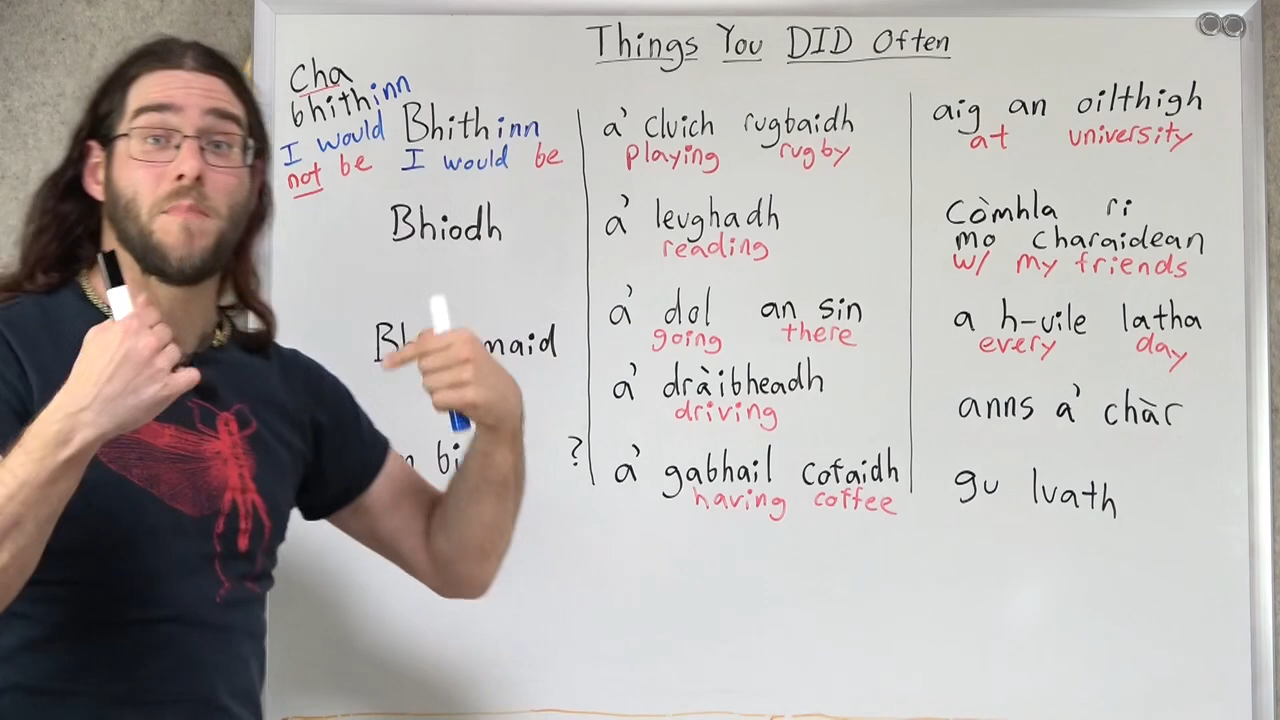 Things You DID Often
Cha
bhithinn
I would
not be
Bhithinn
I would be
Bhiodh
maid
bi ?
a' cluich rugbaidh
playing rugby
a' leughadh
reading
a' dol an sin
going there
a' dràibheadh
driving
a' gabhail cofaidh
having coffee
aig an oilthigh
at university
còmhla ri
mo charaidean
w/ my friends
a h-uile latha
every day
anns a' chàr
gu luath